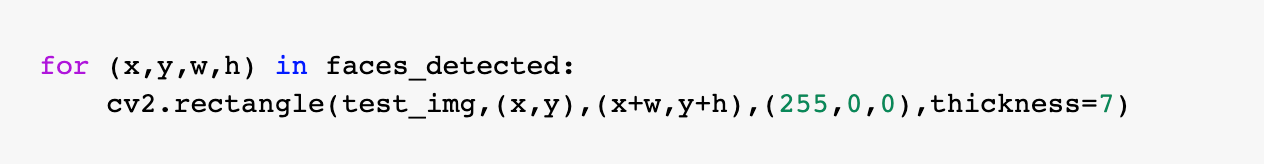 for (x,y,w,h) in faces_detected:
    cv2.rectangle(test_img,(x,y),(x+w,y+h),(255,0,0),thickness=7)